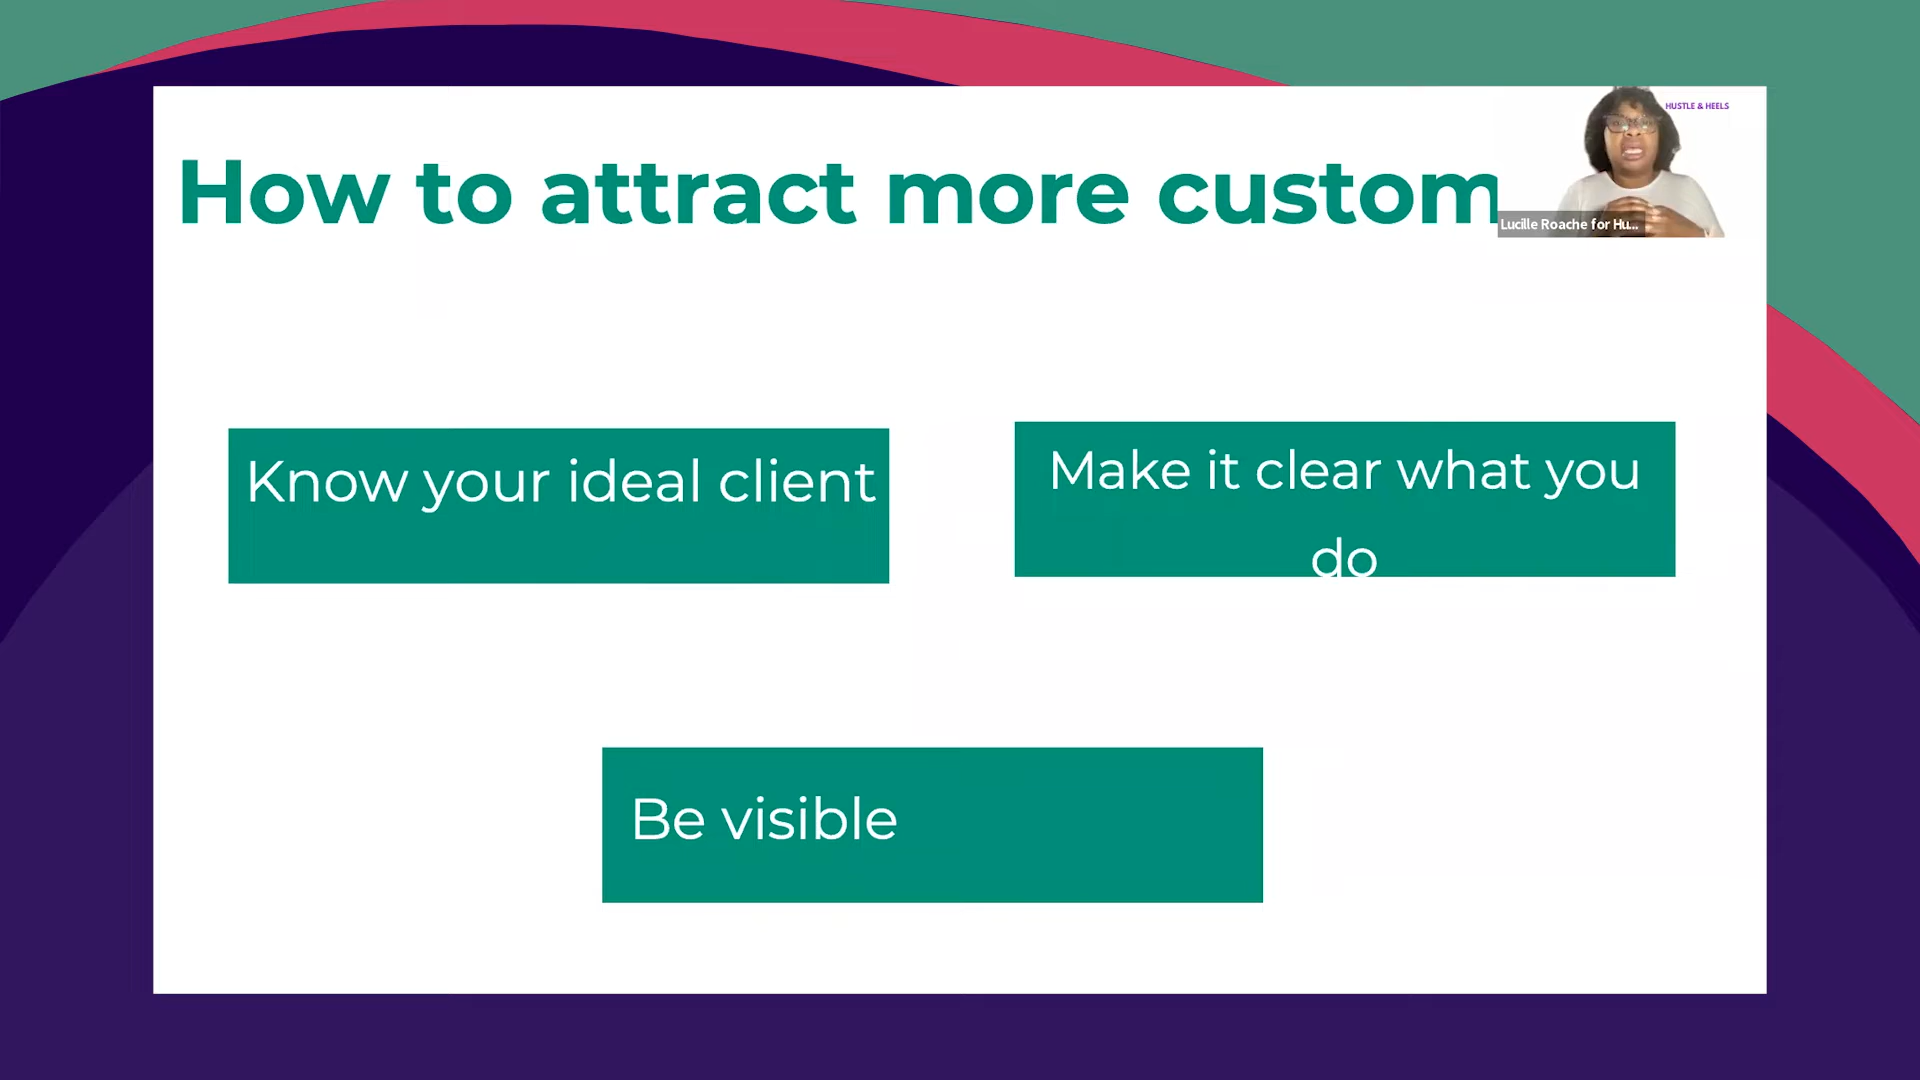 HUSTLE & HEELS
How to attract more custom
Lucille Roache for Hu...
Know your ideal client
Make it clear what you
do
Be visible